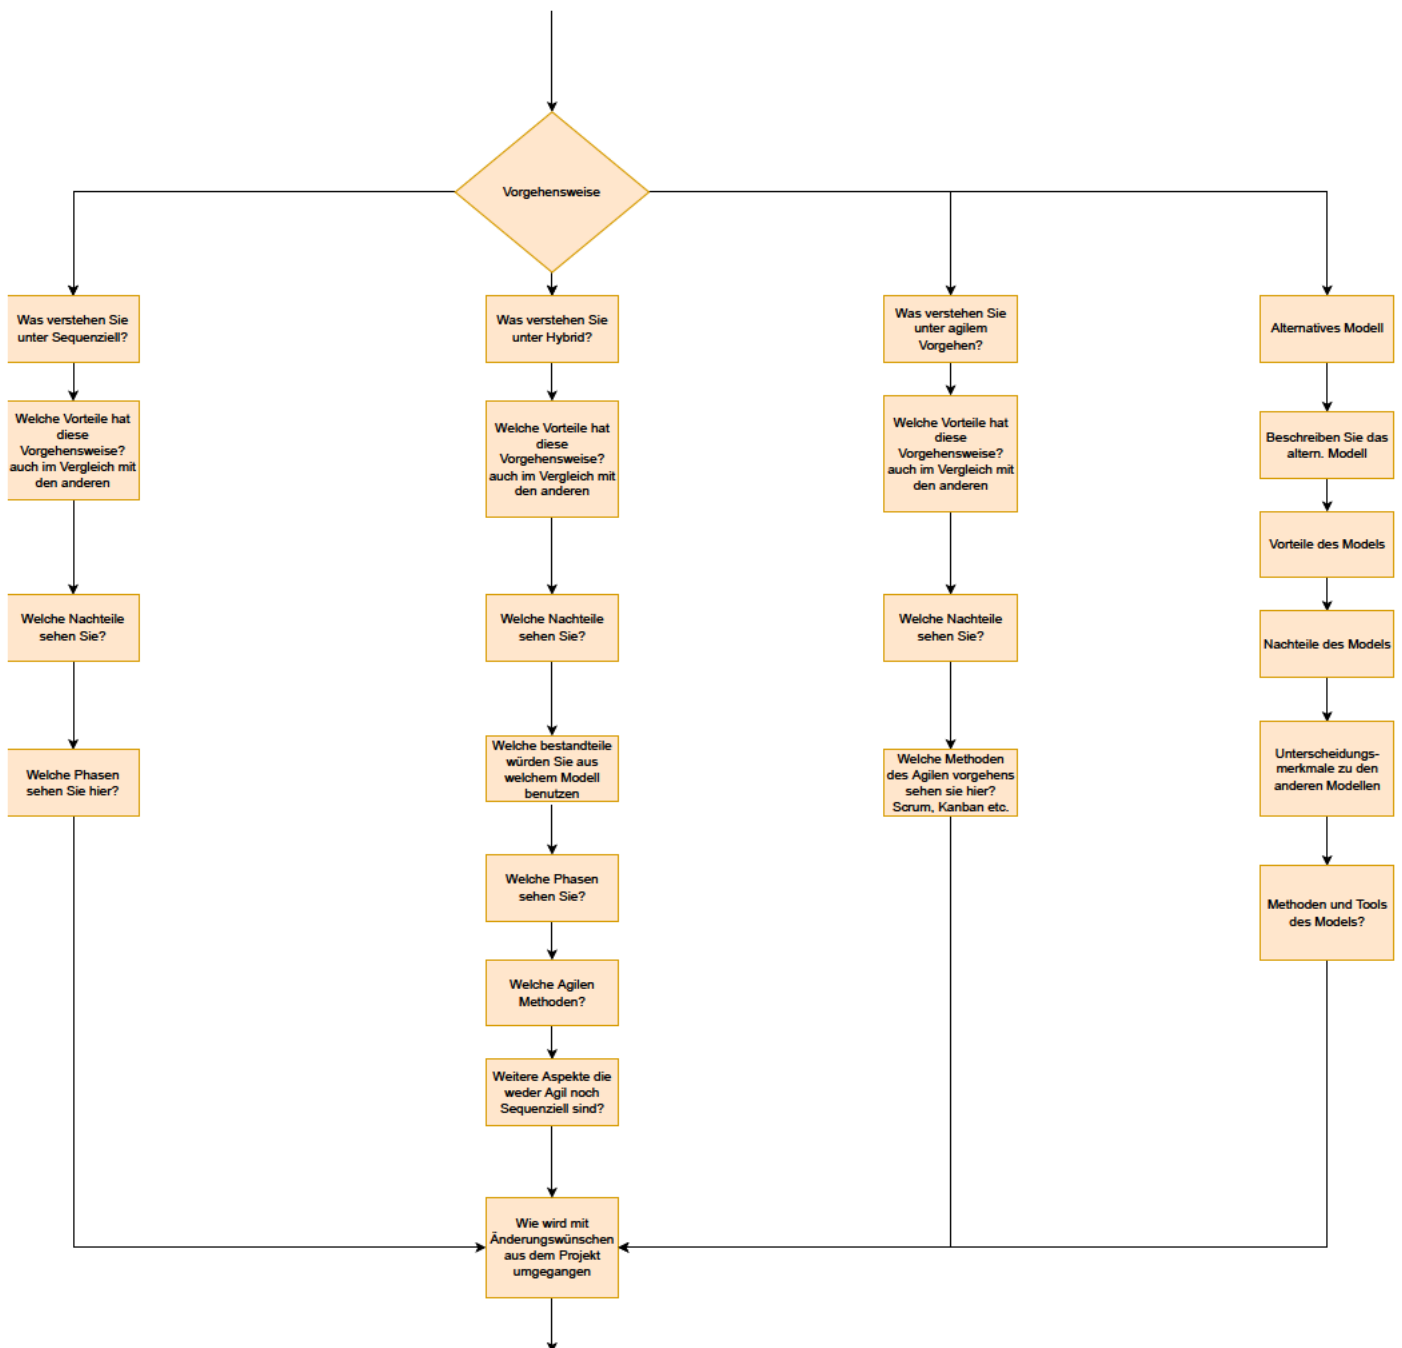 Vorgehensweise
Was verstehen Sie
unter Sequenziell?
Welche Vorteile hat
diese
Vorgehensweise?
auch im Vergleich mit
den anderen
Welche Nachteile
sehen Sie?
Welche Phasen
sehen Sie hier?
Was verstehen Sie
unter Hybrid?
Welche Vorteile hat
diese
Vorgehensweise?
auch im Vergleich mit
den anderen
Welche Nachteile
sehen Sie?
Welche bestandteile
würden Sie aus
welchem Modell
benutzen
Welche Phasen
sehen Sie?
Welche Agilen
Methoden?
Weitere Aspekte die
weder Agil noch
Sequenziell sind?
Was verstehen Sie
unter agilem
Vorgehen?
Welche Vorteile hat
diese
Vorgehensweise?
auch im Vergleich mit
den anderen
Welche Nachteile
sehen Sie?
Welche Methoden
des Agilen vorgehens
sehen sie hier?
Scrum, Kanban etc.
Alternatives Modell
Beschreiben Sie das
altern. Modell
Vorteile des Models
Nachteile des Models
Unterscheidungs-
merkmale zu den
anderen Modellen
Methoden und Tools
des Models?
Wie wird mit
Änderungswünschen
aus dem Projekt
umgegangen